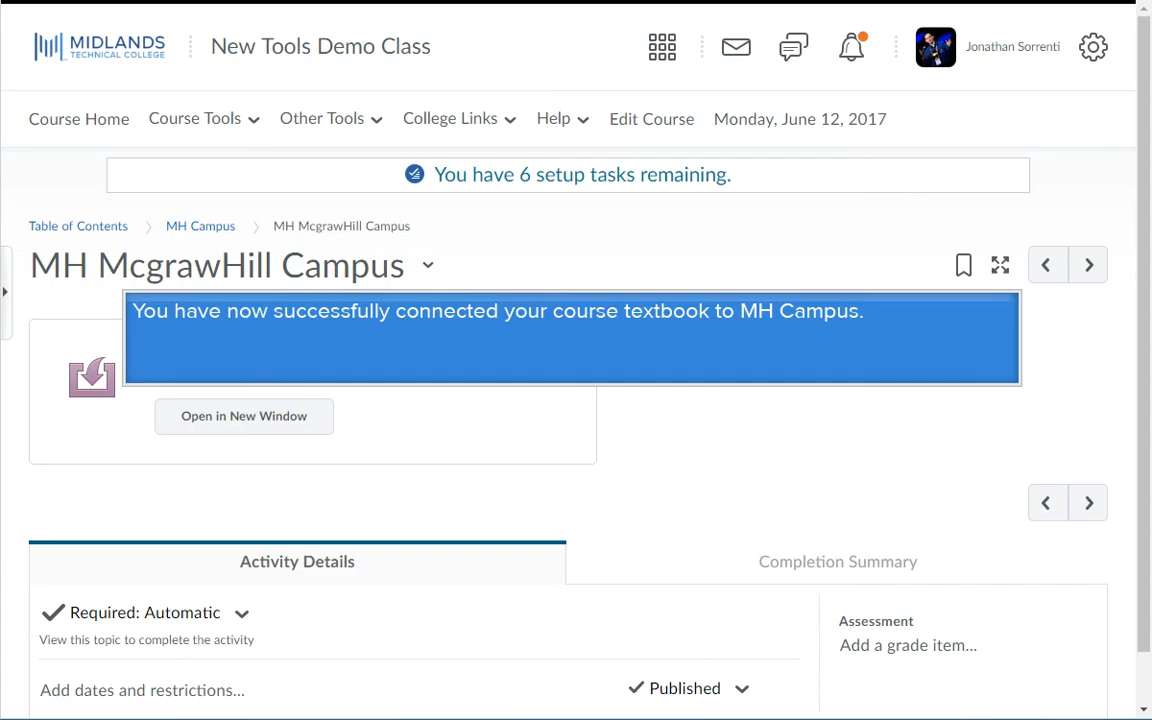 MIDLANDS
TECHNICAL COLLEGE
New Tools Demo Class
Jonathan Sorrenti
Course Home Course Tools Other Tools College Links Help Edit Course Monday, June 12, 2017
You have 6 setup tasks remaining.
Table of Contents MH Campus MH McgrawHill Campus
MH McgrawHill Campus
You have now successfully connected your course textbook to MH Campus.
Open in New Window
Activity Details Completion Summary
Required: Automatic
View this topic to complete the activity
Assessment
Add a grade item...
Add dates and restrictions... Published